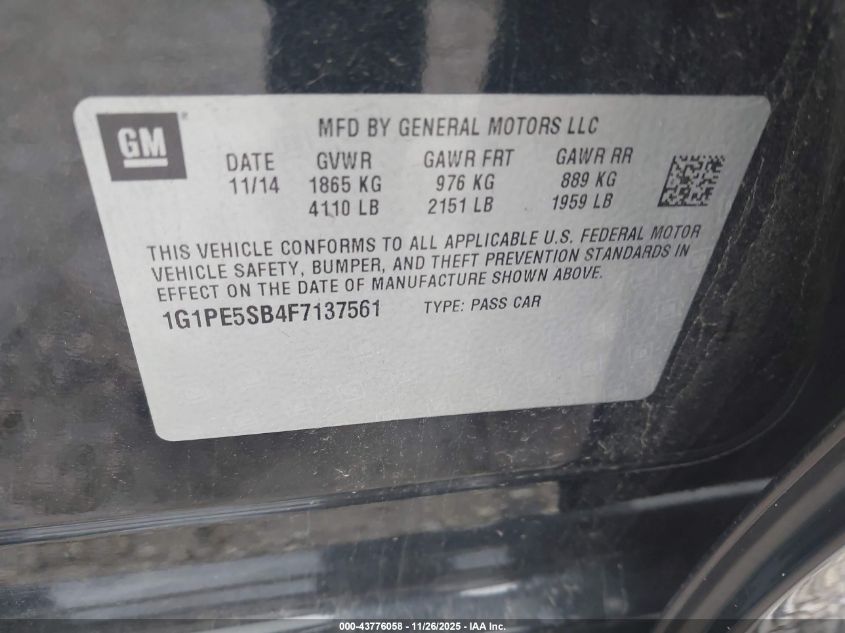 GM
MFD BY GENERAL MOTORS LLC
DATE GVWR GAWR FRT GAWR RR
11/14 1865 KG 976 KG 889 KG
4110 LB 2151 LB 1959 LB
THIS VEHICLE CONFORMS TO ALL APPLICABLE U.S. FEDERAL MOTOR
VEHICLE SAFETY, BUMPER, AND THEFT PREVENTION STANDARDS IN
EFFECT ON THE DATE OF MANUFACTURE SHOWN ABOVE.
1G1PE5SB4F7137561 TYPE: PASS CAR
000-43776058 - 11/26/2025 - IAA Inc.